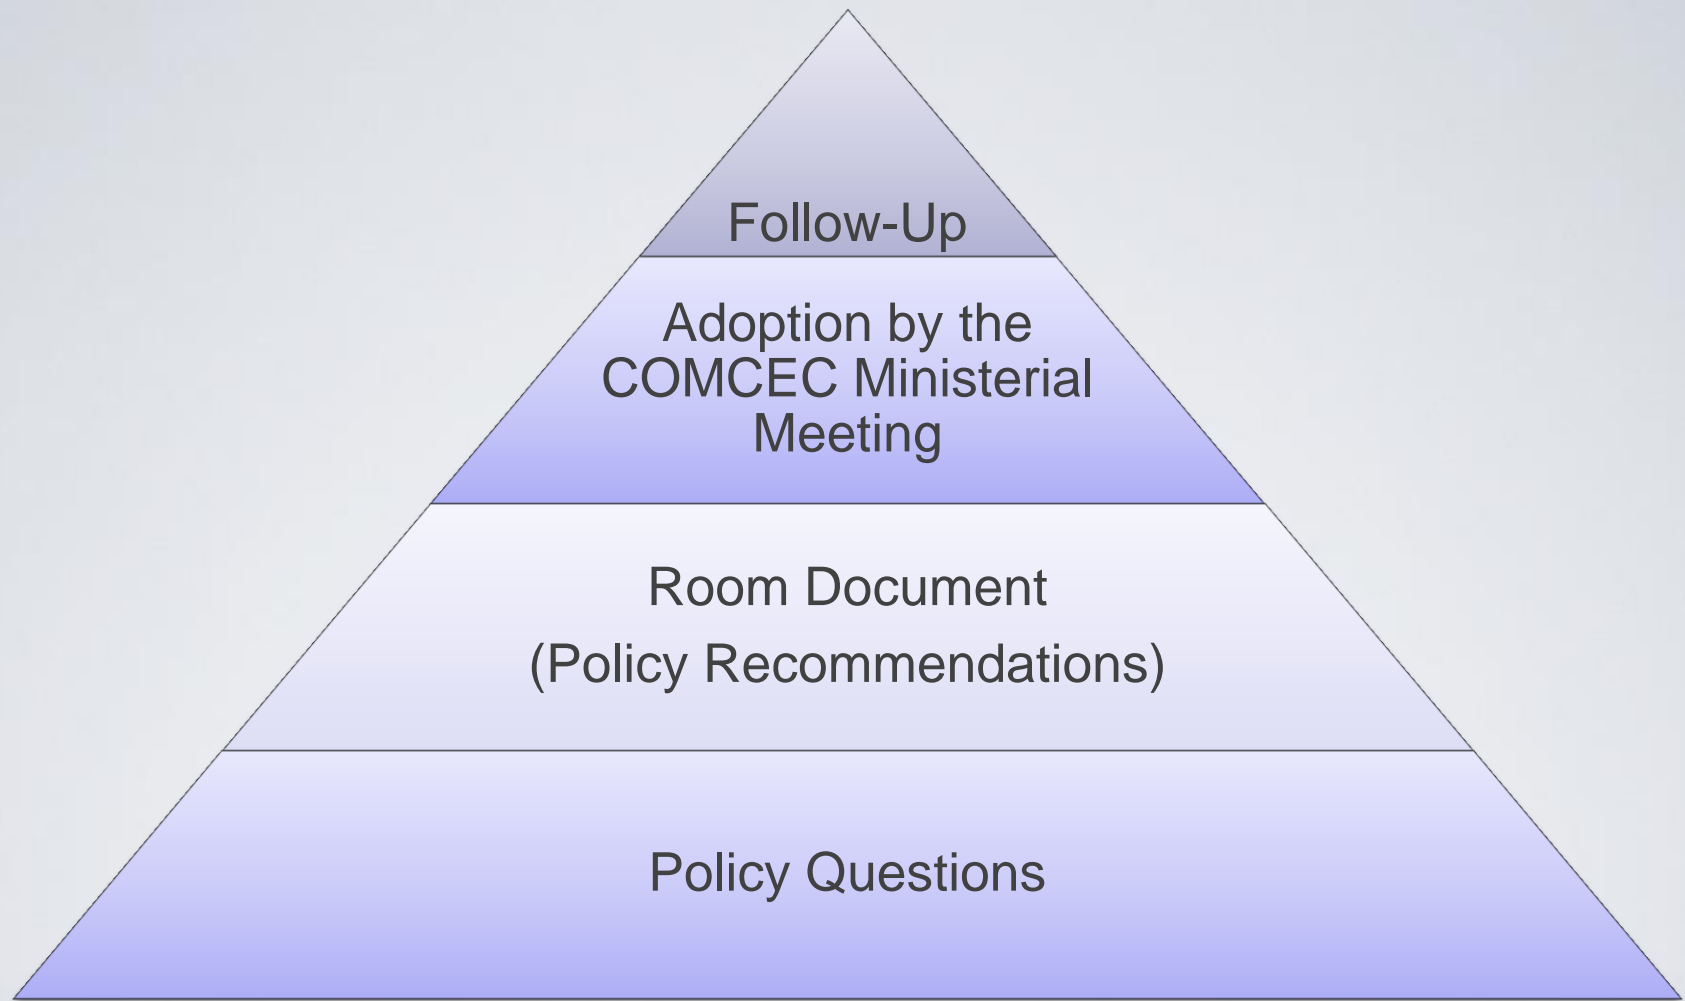 Follow-Up
Adoption by the
COMCEC Ministerial
Meeting
Room Document
(Policy Recommendations)
Policy Questions